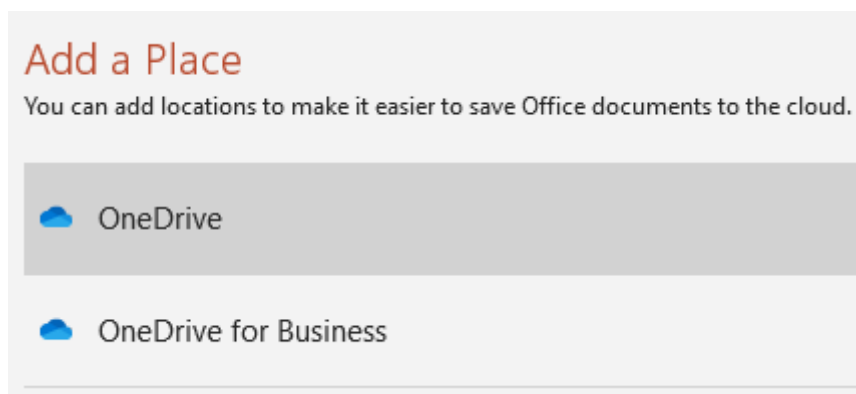 Add a Place
You can add locations to make it easier to save Office documents to the cloud.
OneDrive
OneDrive for Business